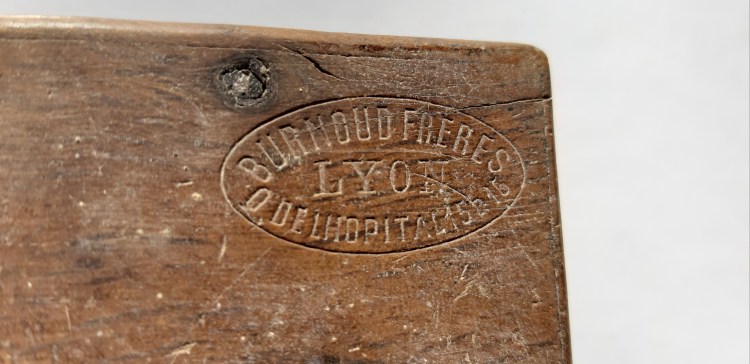 BURNOUD FRERES
LYON
Q. DE L'HOPITAL